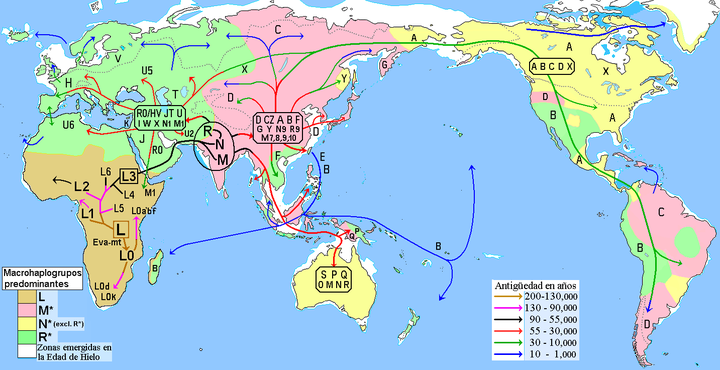 C
A
V
H
U5
X
T
G
Y
A
A
X
A B C D X
D
A
B
R0/HV JT U
I W X N1 M1
K
J
U2
U6
R0
D
R
N
M
D CZ A B F
G Y N9 R9
M7,8,9,10
D
F
E
B
L3
L6
L2
L4
M1
L5
L1
L0abf
L
Eva-mt
L0
L0d
L0k
B
Q
P
B
S P Q
O M N R
A
C
B
D
Macrohaplogrupos
predominantes
L
M*
N* (excl. R*)
R*
Zonas emergidas en
la Edad de Hielo
Antigüedad en años
200-130,000
130 - 90,000
90 - 55,000
55 - 30,000
30 - 10,000
10 - 1,000